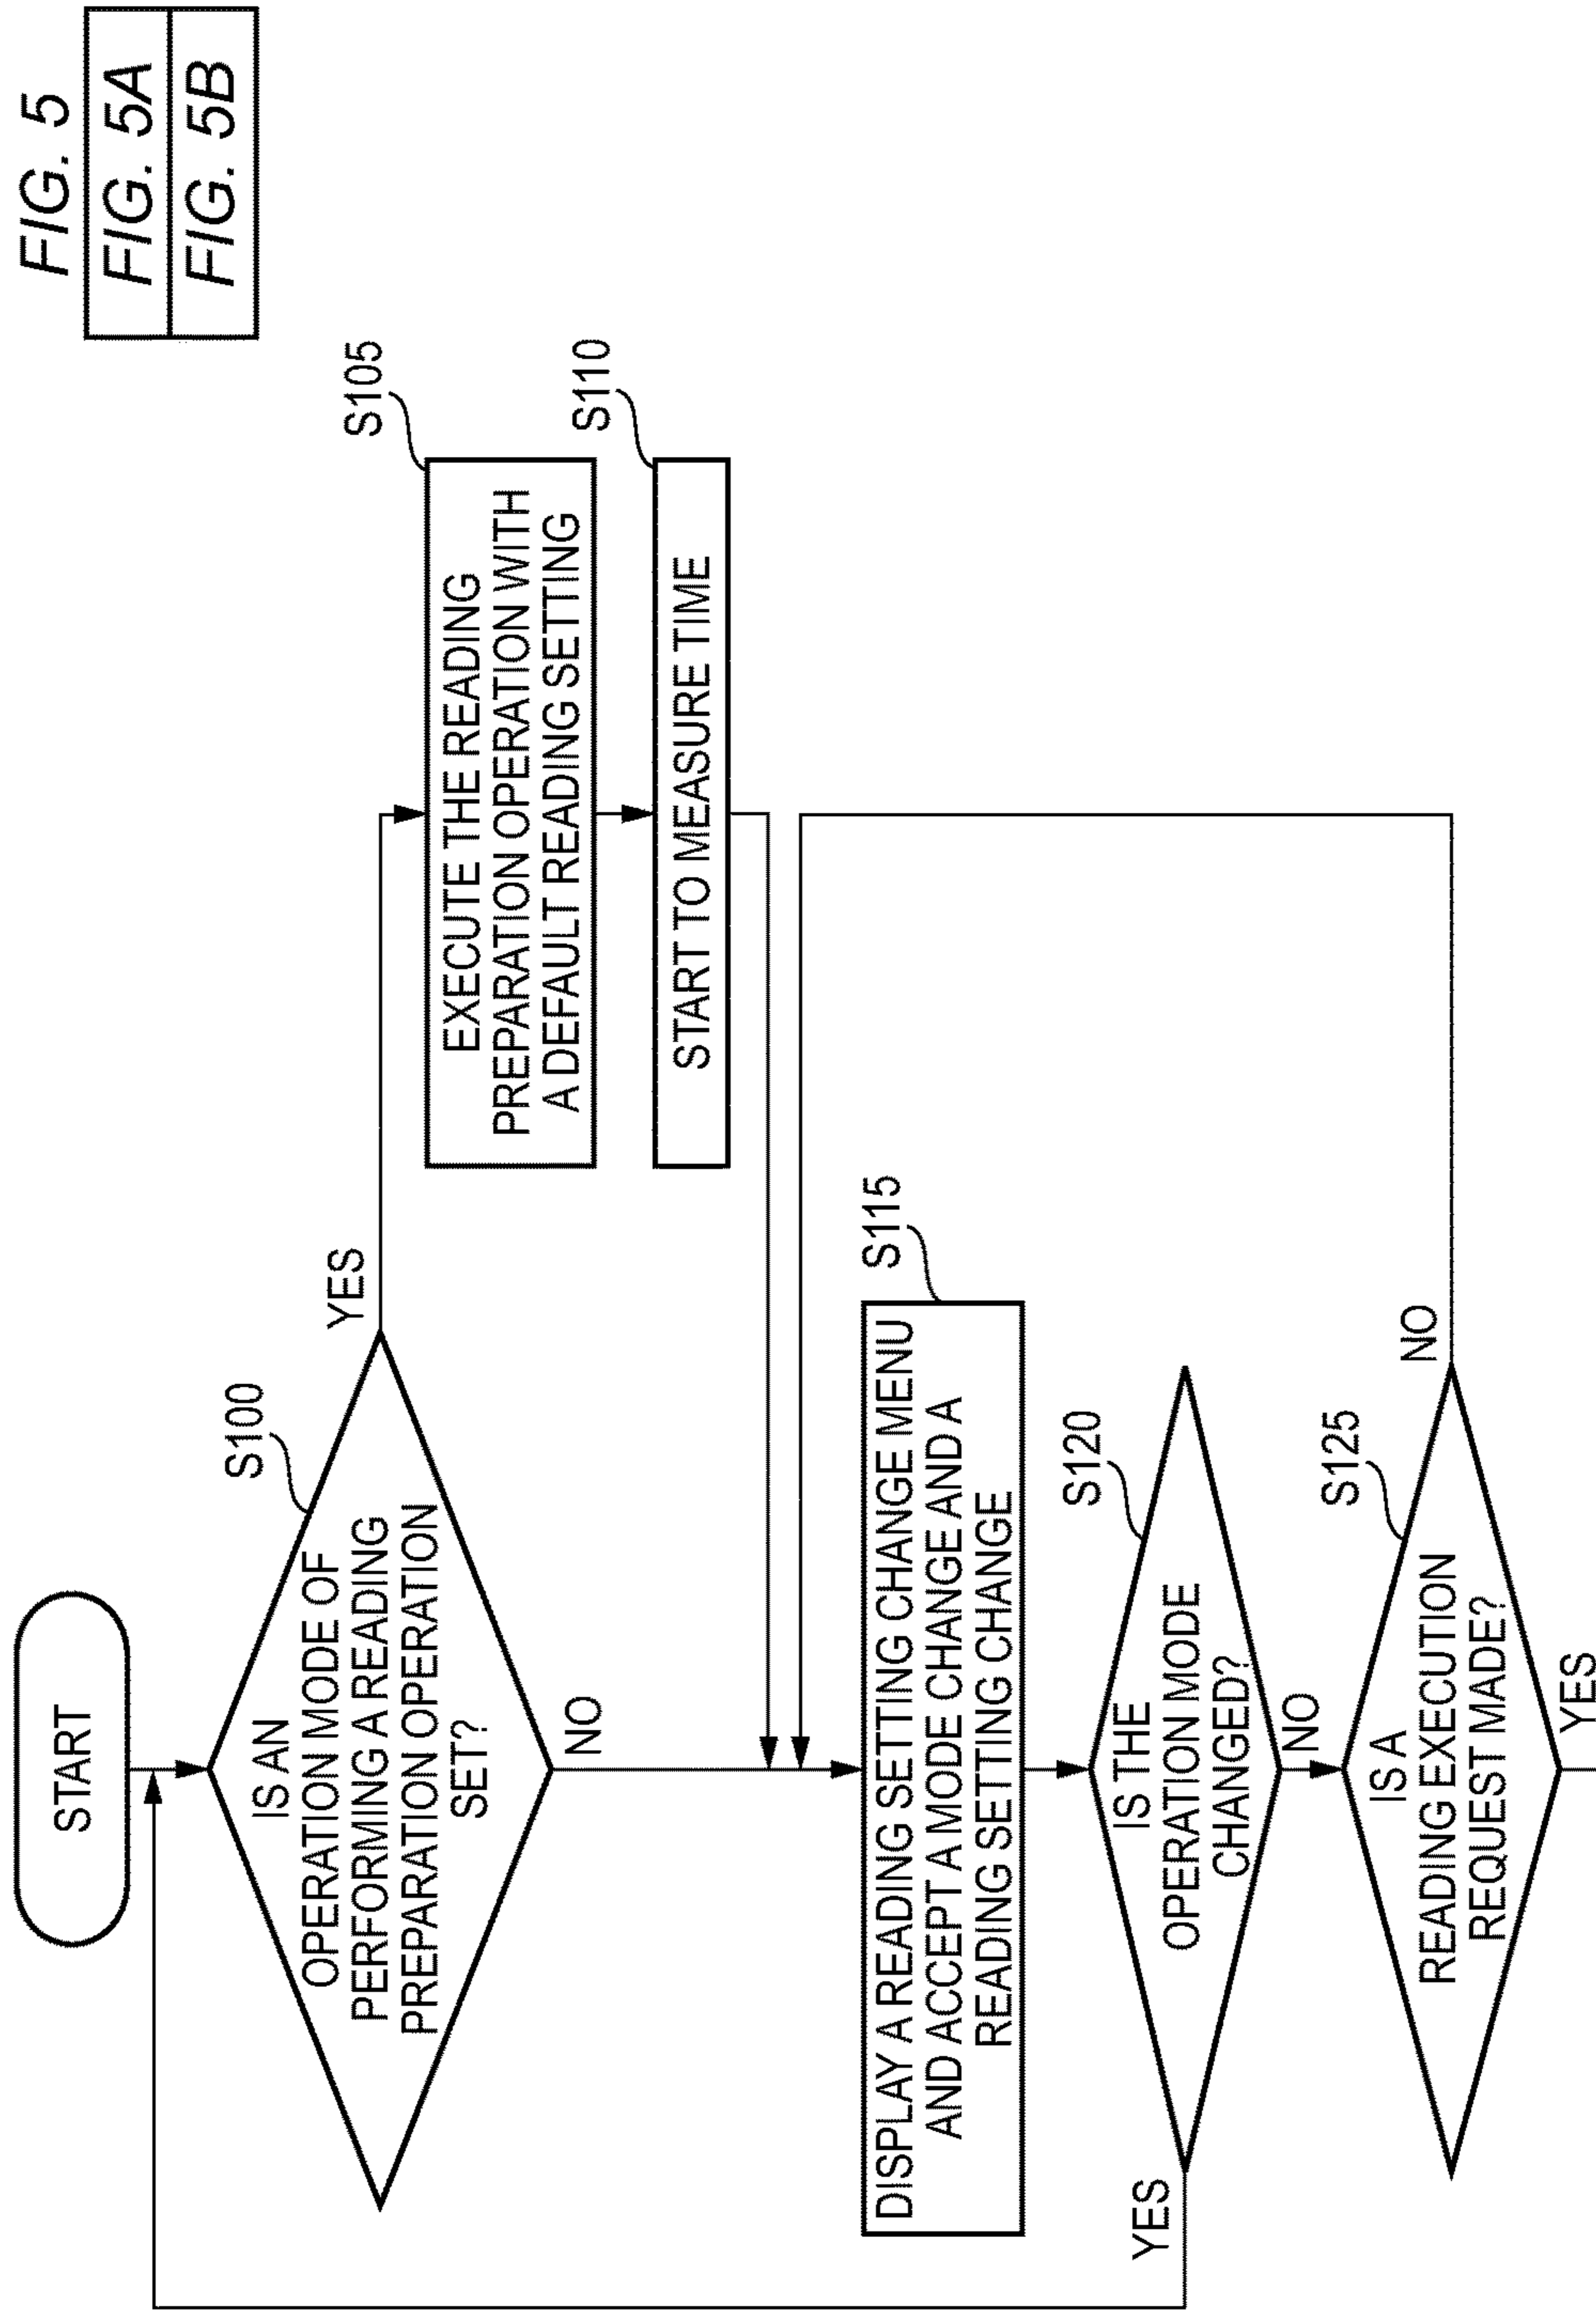 FIG. 5
FIG. 5A
FIG. 5B
START
S100
IS AN
OPERATION MODE OF
PERFORMING A READING
PREPARATION OPERATION
SET?
YES
NO
S105
EXECUTE THE READING
PREPARATION OPERATION WITH
A DEFAULT READING SETTING
S110
START TO MEASURE TIME
S115
DISPLAY A READING SETTING CHANGE MENU
AND ACCEPT A MODE CHANGE AND A
READING SETTING CHANGE
S120
IS THE
OPERATION MODE
CHANGED?
YES
NO
S125
IS A
READING EXECUTION
REQUEST MADE?
NO
YES